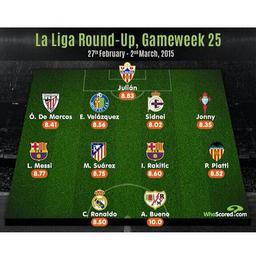 La Liga Round-Up, Gameweek 25
27th February - 2nd March, 2015
Julián
8.83
Ó. De Marcos E. Velázquez Sidnei Jonny
8.41 8.56 8.02 8.35
L. Messi M. Suárez I. Rakitic P. Piatti
8.77 8.75 8.60 8.52
C. Ronaldo A. Bueno
8.50 10.0
WhoScored.com